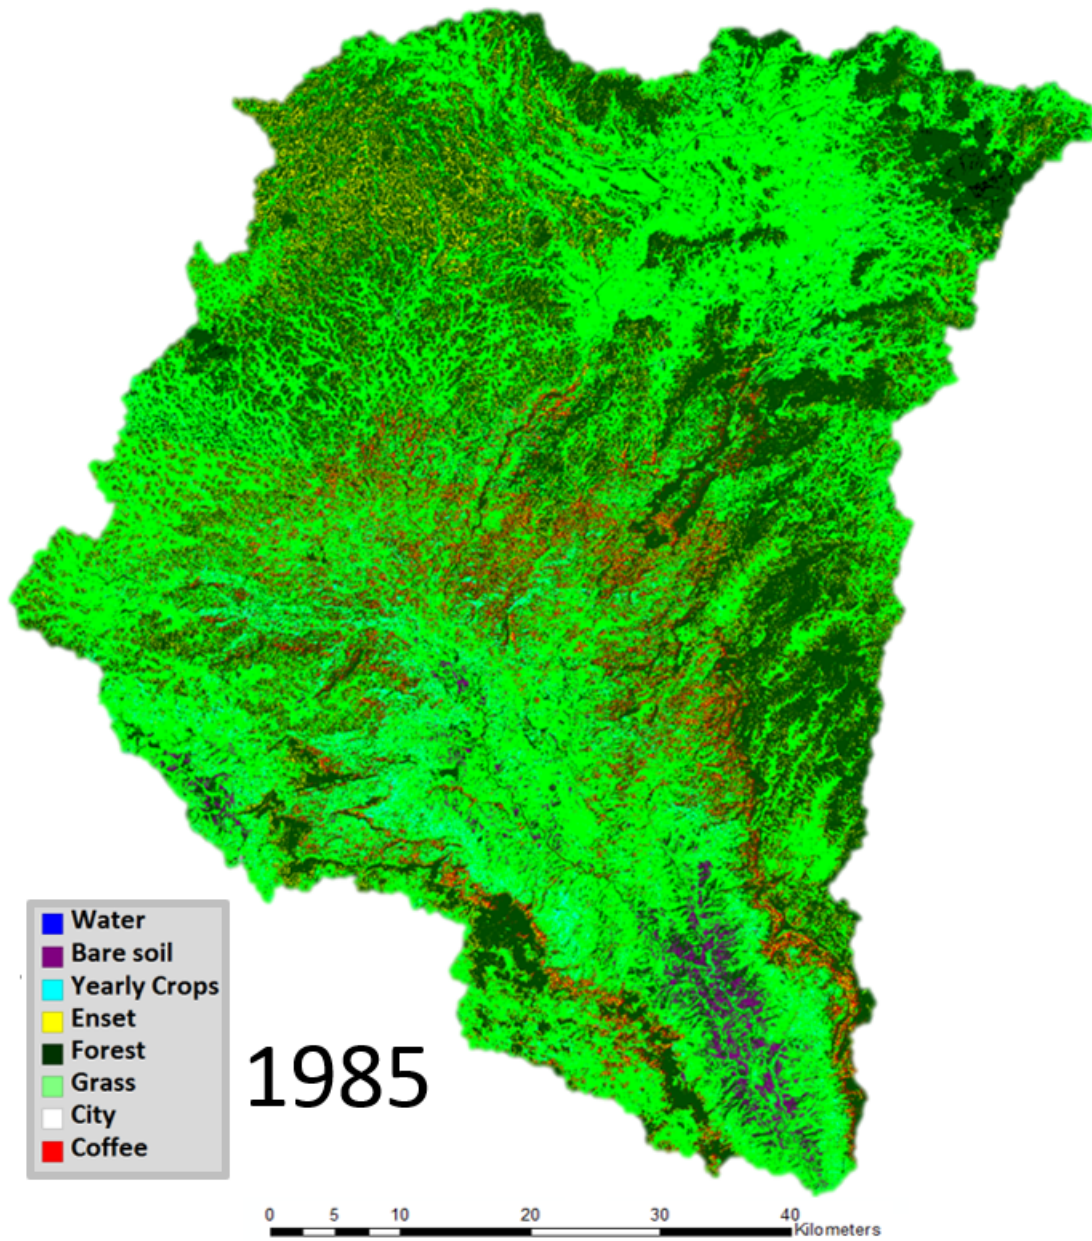 Water
Bare soil
Yearly Crops
Enset
Forest
Grass
City
Coffee
1985
0 5 10 20 30 40
Kilometers